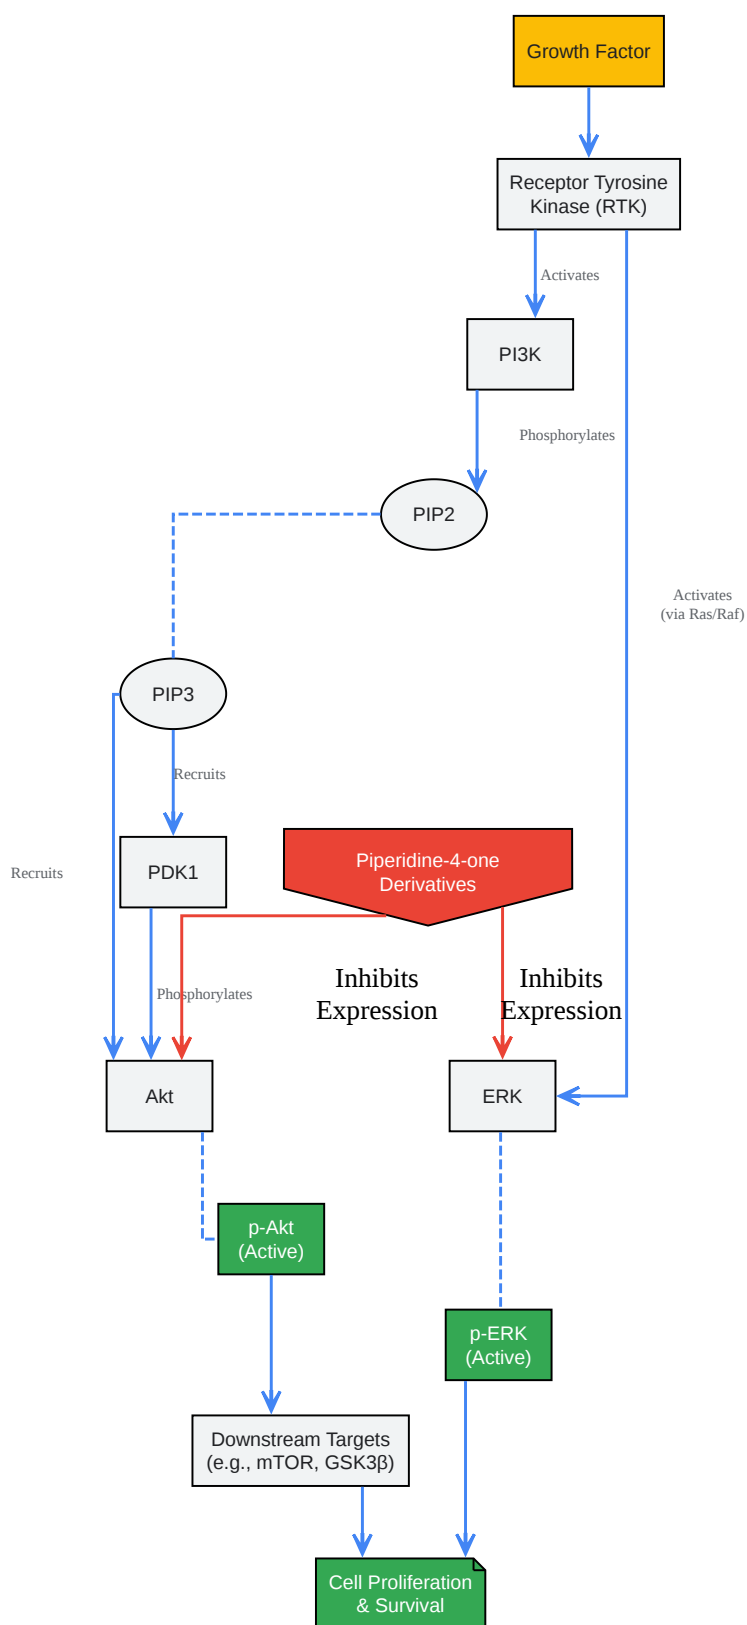 Growth Factor
Receptor Tyrosine
Kinase (RTK)
Activates
PI3K
Phosphorylates
PIP2
Activates
(via Ras/Raf)
PIP3
Recruits
Recruits
PDK1
Piperidine-4-one
Derivatives
Phosphorylates
Inhibits
Expression
Inhibits
Expression
Akt
ERK
p-Akt
(Active)
p-ERK
(Active)
Downstream Targets
(e.g., mTOR, GSK3β)
Cell Proliferation
& Survival